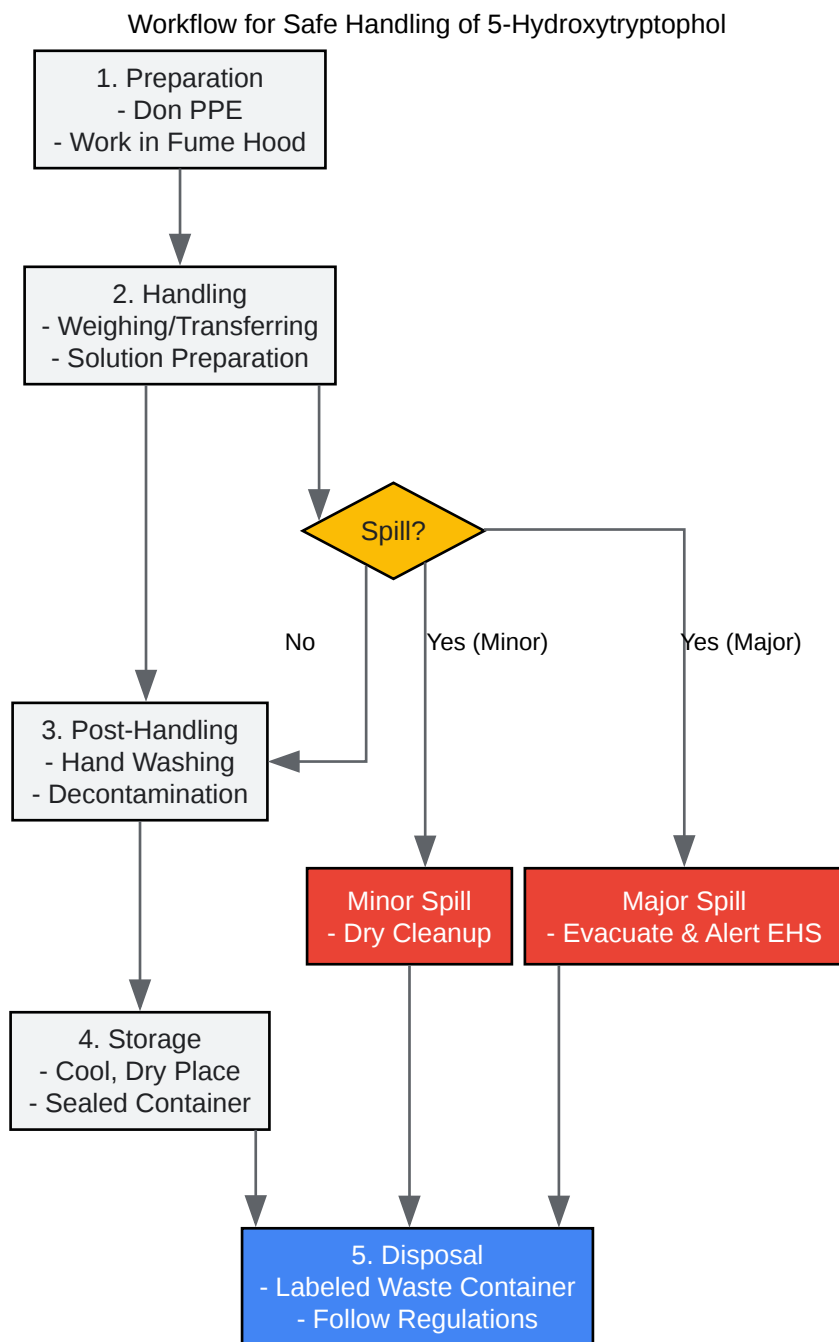 Workflow for Safe Handling of 5-Hydroxytryptophol
1. Preparation
- Don PPE
- Work in Fume Hood
2. Handling
- Weighing/Transferring
- Solution Preparation
Spill?
No
Yes (Minor)
Yes (Major)
3. Post-Handling
- Hand Washing
- Decontamination
Minor Spill
- Dry Cleanup
Major Spill
- Evacuate & Alert EHS
4. Storage
- Cool, Dry Place
- Sealed Container
5. Disposal
- Labeled Waste Container
- Follow Regulations